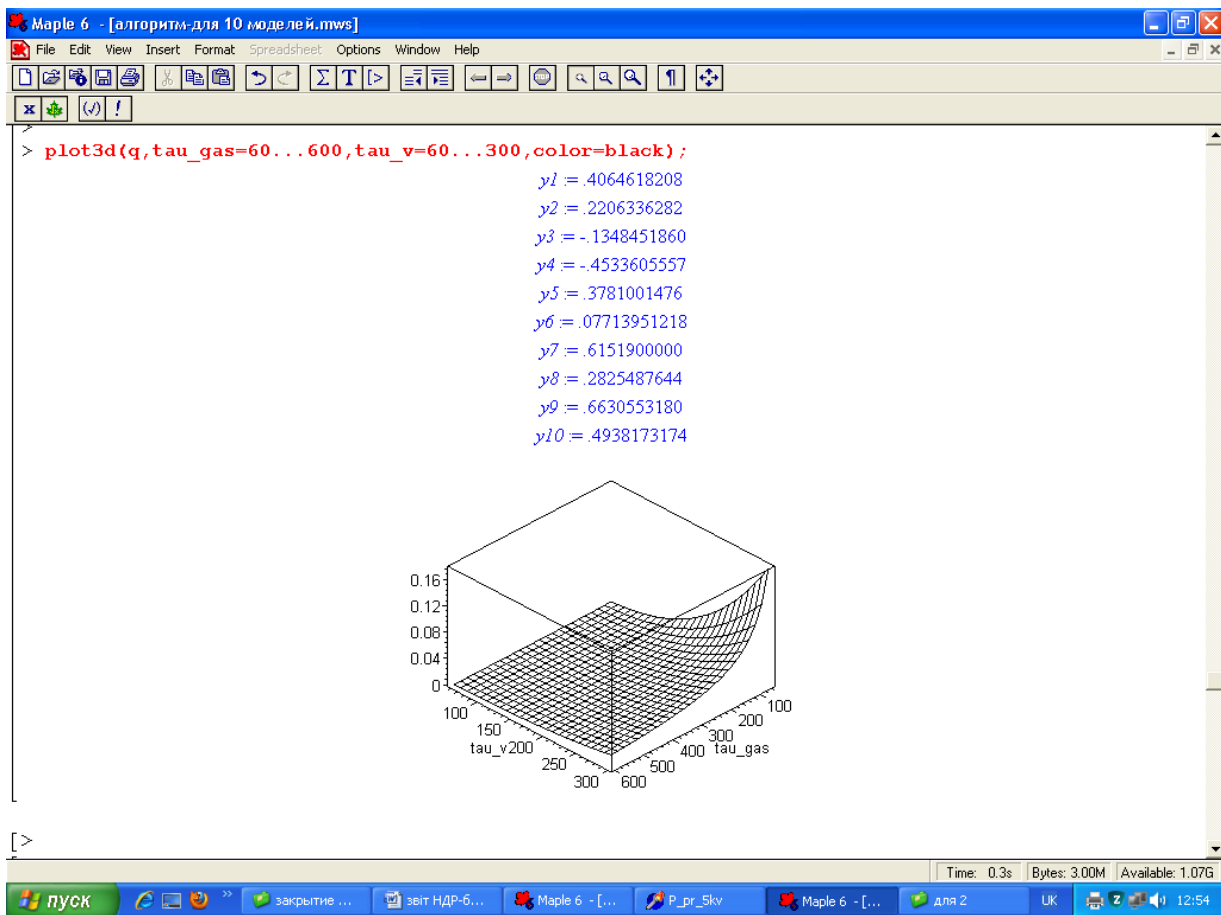 Maple 6 - [алгоритм-для 10 моделей.mws]
File Edit View Insert Format Spreadsheet Options Window Help
Σ T [> STOP ¶
x (√) !
>
> plot3d(q,tau_gas=60...600,tau_v=60...300,color=black);
y1 := .4064618208
y2 := .2206336282
y3 := -.1348451860
y4 := -.4533605557
y5 := .3781001476
y6 := .07713951218
y7 := .6151900000
y8 := .2825487644
y9 := .6630553180
y10 := .4938173174
0.16
0.12
0.08
0.04
0
100
150
tau_v200
250
300
100
200
300
tau_gas
400
500
600
[>
Time: 0.3s Bytes: 3.00M Available: 1.07G
пуск » закрытие ... звіт НДР-б... Maple 6 - [... P_pr_5kv Maple 6 - [... для 2 UK 12:54